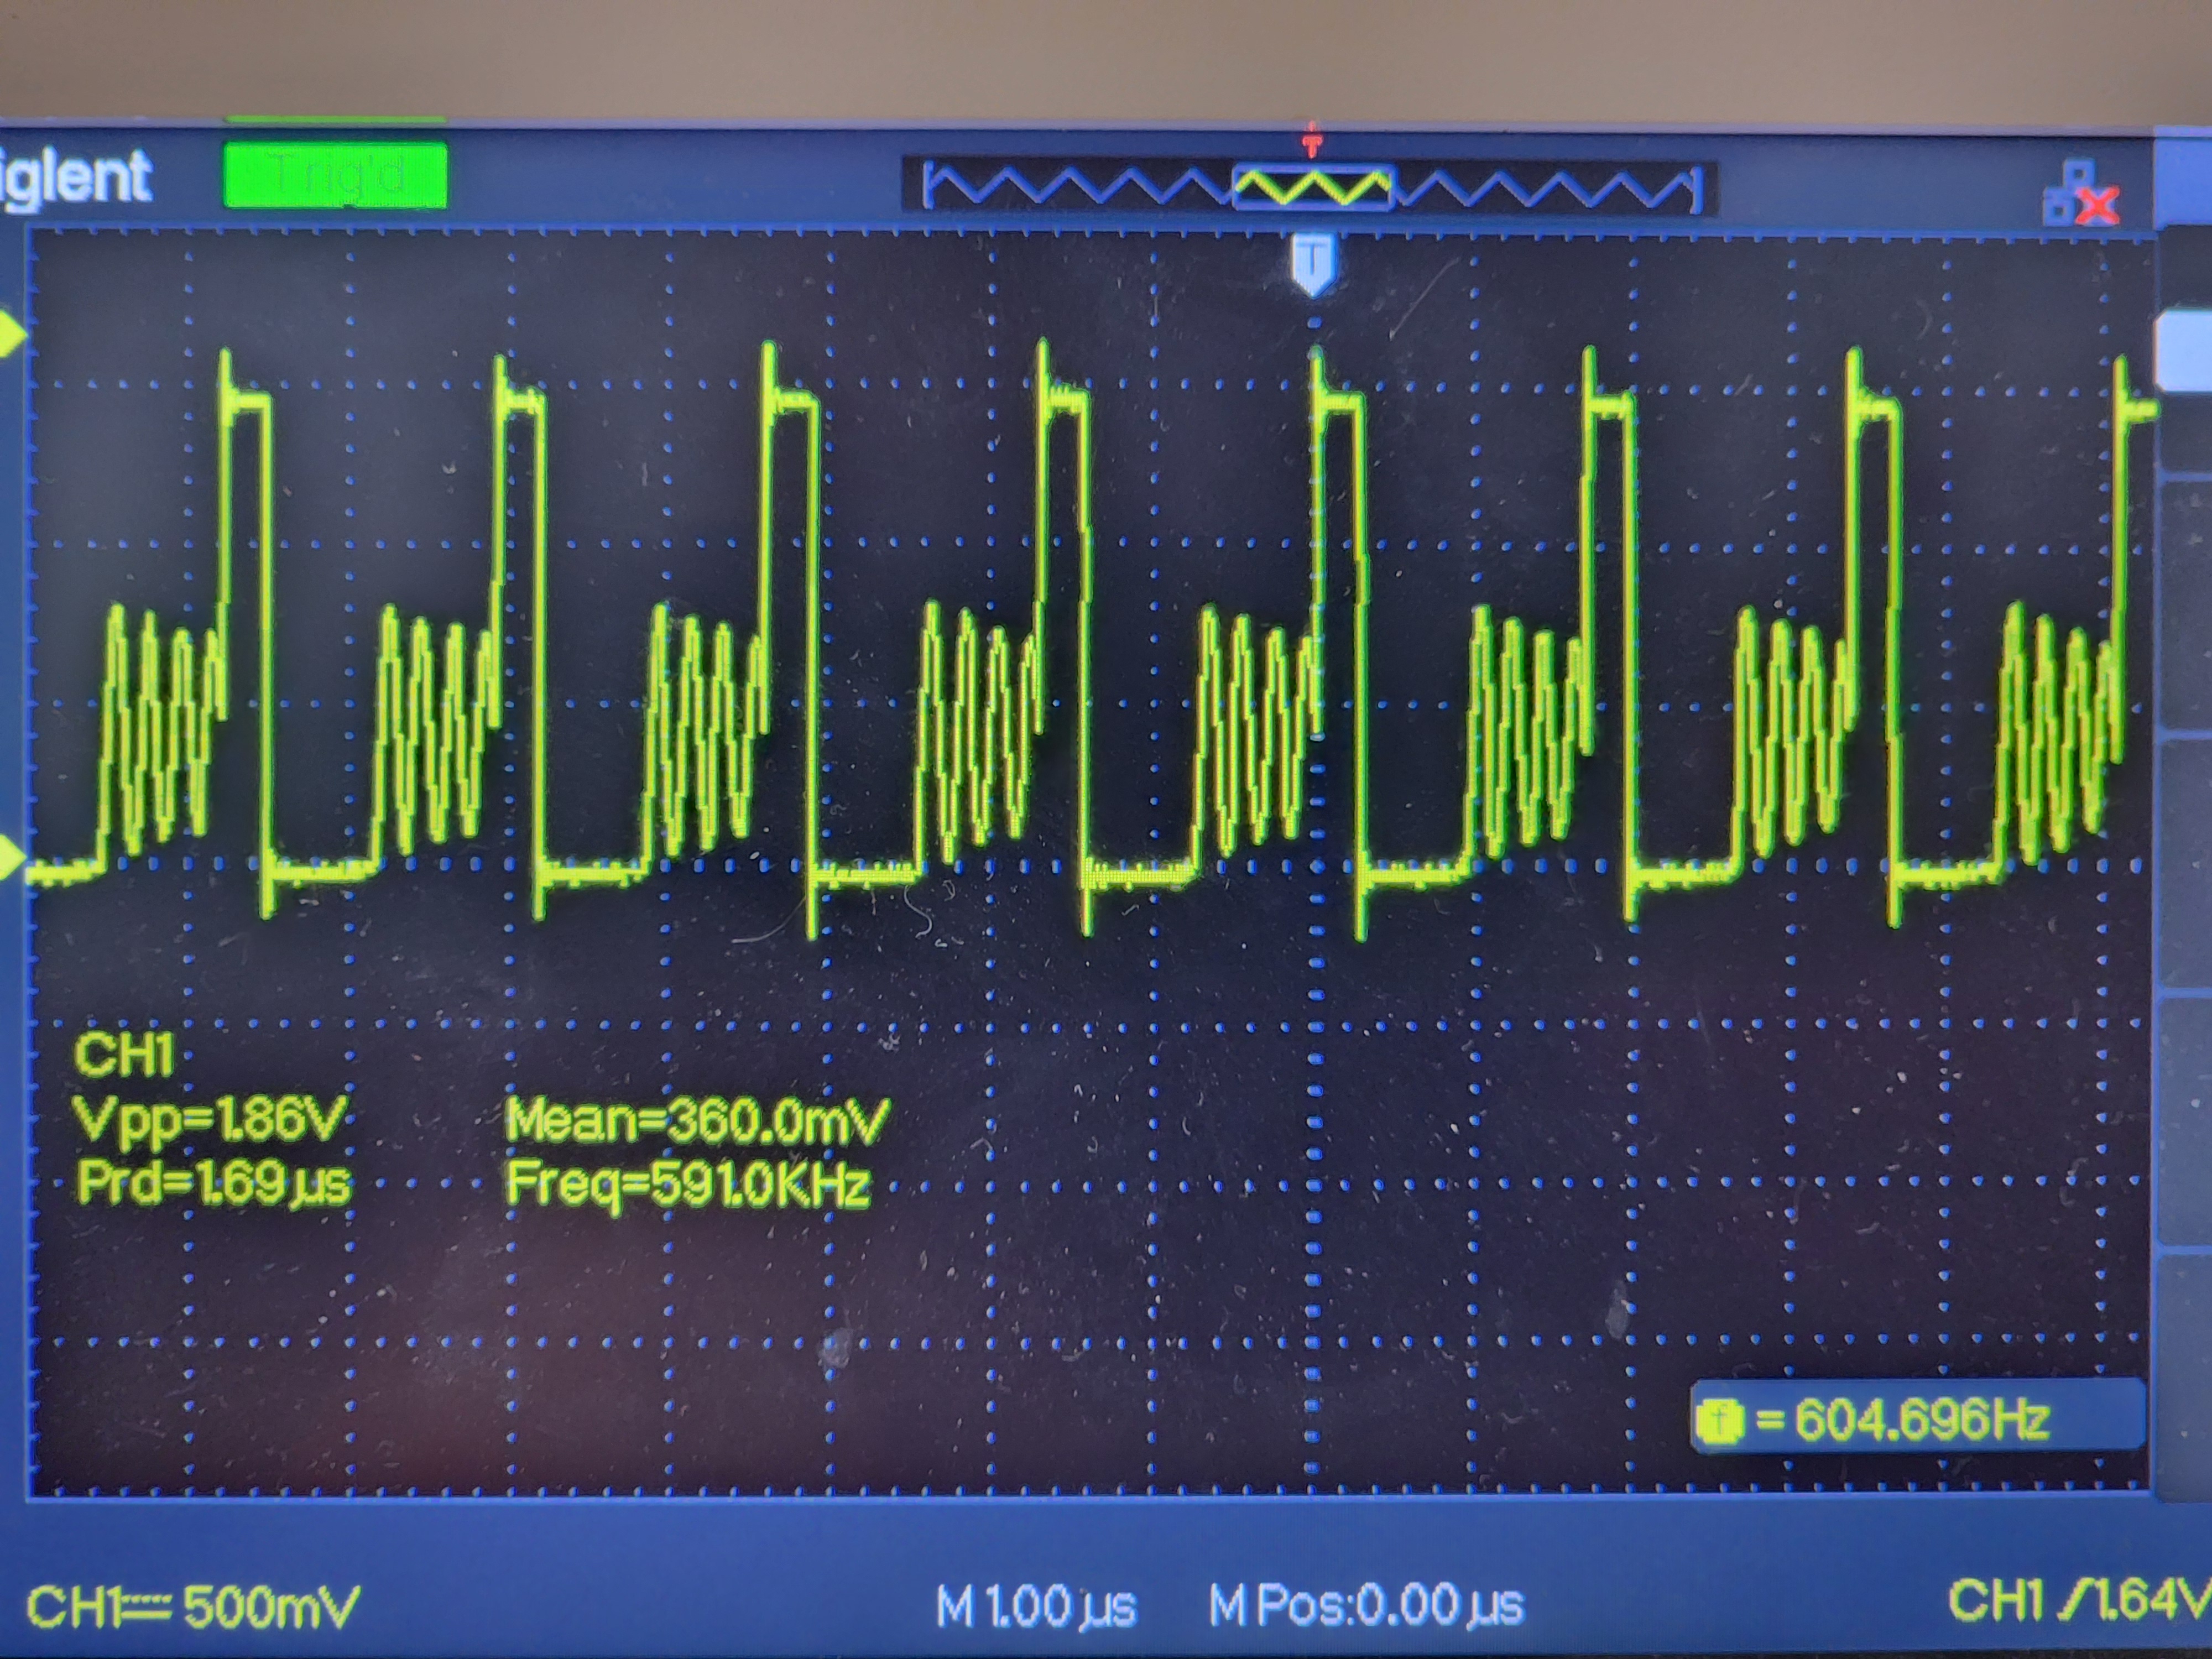 iglent Trig'd
T
T
CH1
Vpp=1.86V Mean=360.0mV
Prd=1.69µs Freq=591.0KHz
f = 604.696Hz
CH1 500mV M 1.00µs M Pos:0.00µs CH1 1.64V